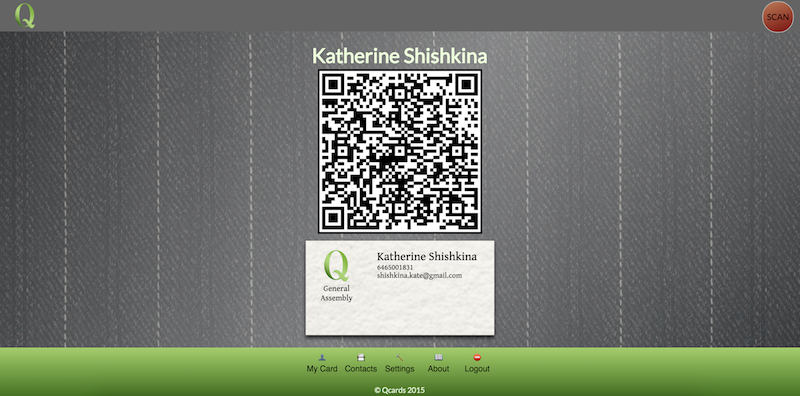 Q
SCAN
Katherine Shishkina
Q
General
Assembly
Katherine Shishkina
6465001831
shishkina.kate@gmail.com
My Card Contacts Settings About Logout
© Qcards 2015